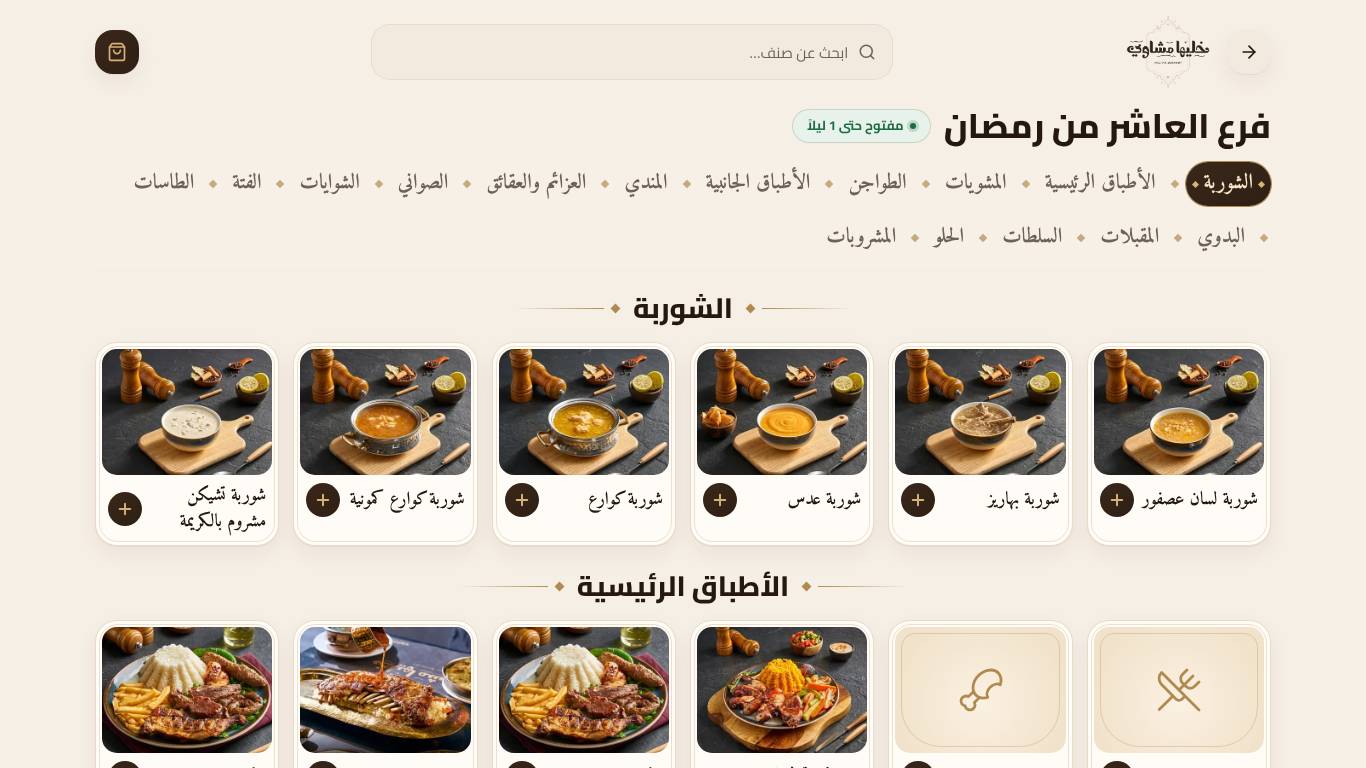 خليها مشاوي
ابحث عن صنف...
فرع العاشر من رمضان
مفتوح حتى 1 ليلاً
الشوربة
الأطباق الرئيسية
المشويات
الطواجن
الأطباق الجانبية
المندي
العزائم والعقائق
الصواني
الشوايات
الفتة
الطاسات
البدوي
المقبلات
السلطات
الحلو
المشروبات
الشوربة
شوربة لسان عصفور
شوربة بهاريز
شوربة عدس
شوربة كوارع
شوربة كوارع كمونية
شوربة تشيكن
مشروم بالكريمة
الأطباق الرئيسية